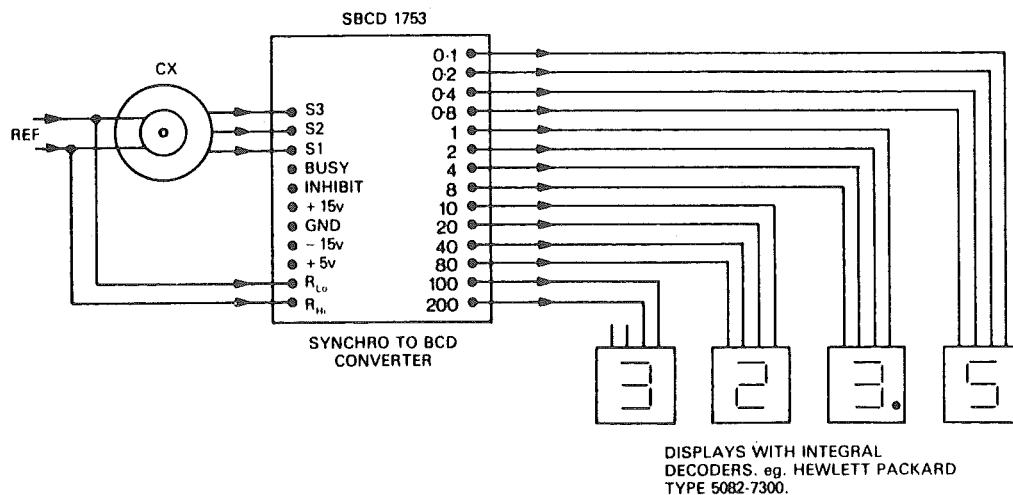 SBCD 1753
CX
REF
S3
S2
S1
BUSY
INHIBIT
+ 15v
GND
- 15v
+ 5v
R Lo
R Hi
0·1
0·2
0·4
0·8
1
2
4
8
10
20
40
80
100
200
SYNCHRO TO BCD
CONVERTER
3 2 3. 5
DISPLAYS WITH INTEGRAL
DECODERS. eg. HEWLETT PACKARD
TYPE 5082-7300.